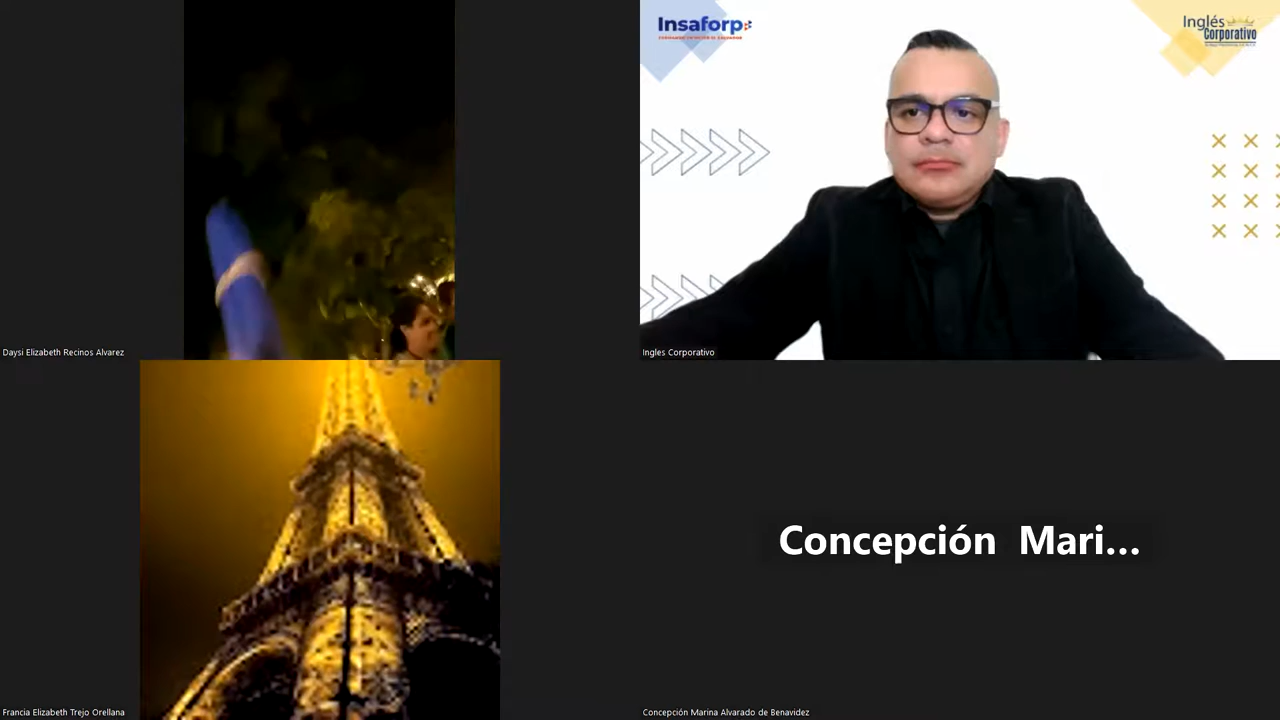 Insaforp
Inglés
Corporativo
Daysi Elizabeth Recinos Alvarez
Ingles Corporativo
Concepción Mari...
Francia Elizabeth Trejo Orellana
Concepción Marina Alvarado de Benavidez